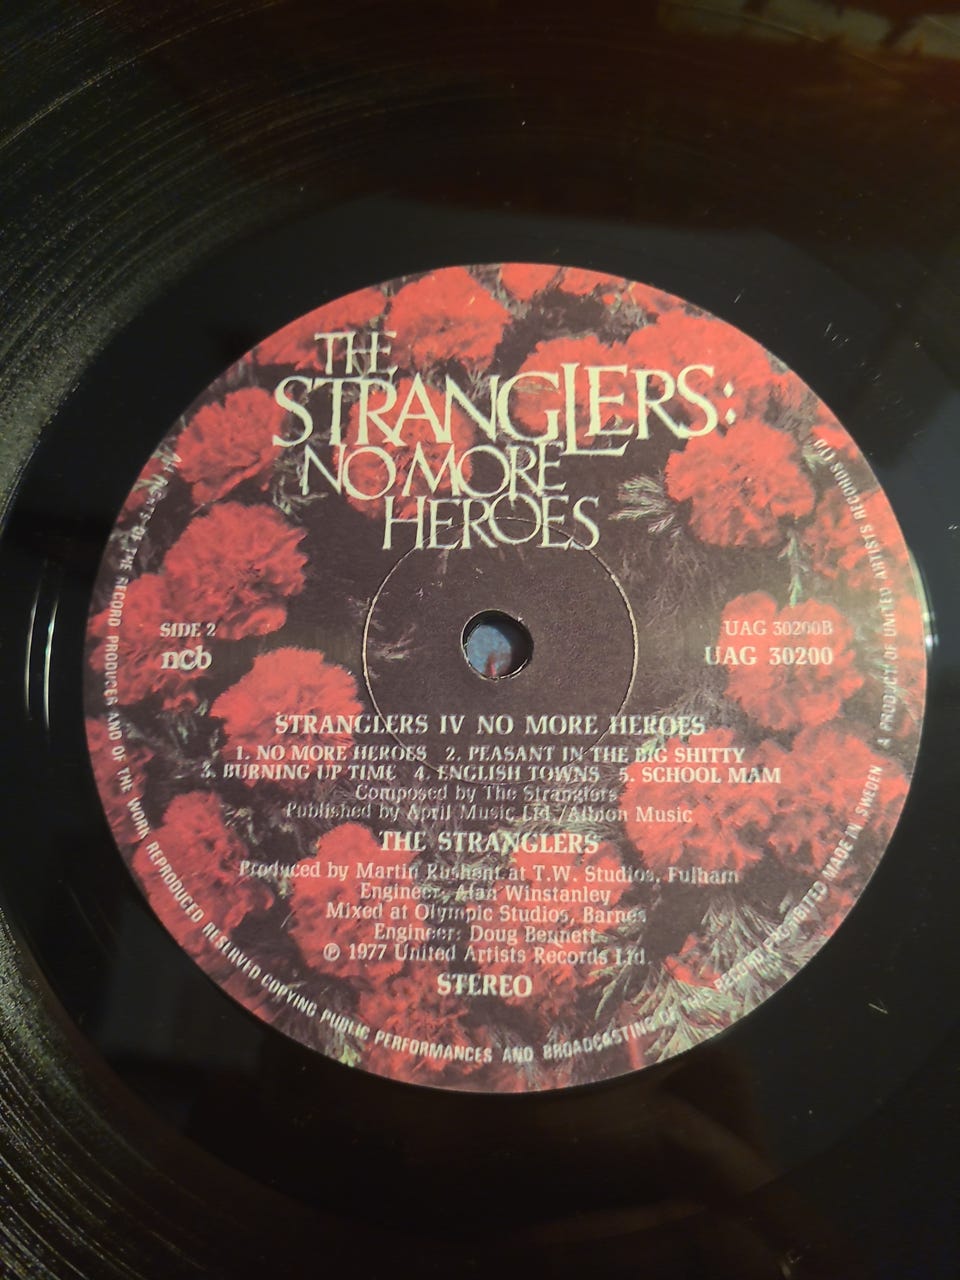 THE
STRANGLERS:
NO MORE
HEROES
SIDE 2
ncb
UAG 30200B
UAG 30200
STRANGLERS IV NO MORE HEROES
1. NO MORE HEROES 2. PEASANT IN THE BIG SHITTY
3. BURNING UP TIME 4. ENGLISH TOWNS 5. SCHOOL MAM
Composed by The Stranglers
Published by April Music Ltd./Albion Music
THE STRANGLERS
Produced by Martin Rushent at T.W. Studios, Fulham
Engineer: Alan Winstanley
Mixed at Olympic Studios, Barnes
Engineer: Doug Bennett
℗ 1977 United Artists Records Ltd.
STEREO
THE RECORD PRODUCER AND OF THE WORK REPRODUCED RESERVED COPYING PUBLIC PERFORMANCES AND BROADCASTING OF THIS RECORD PROHIBITED MADE IN SWEDEN A PRODUCT OF UNITED ARTISTS RECORDS LTD